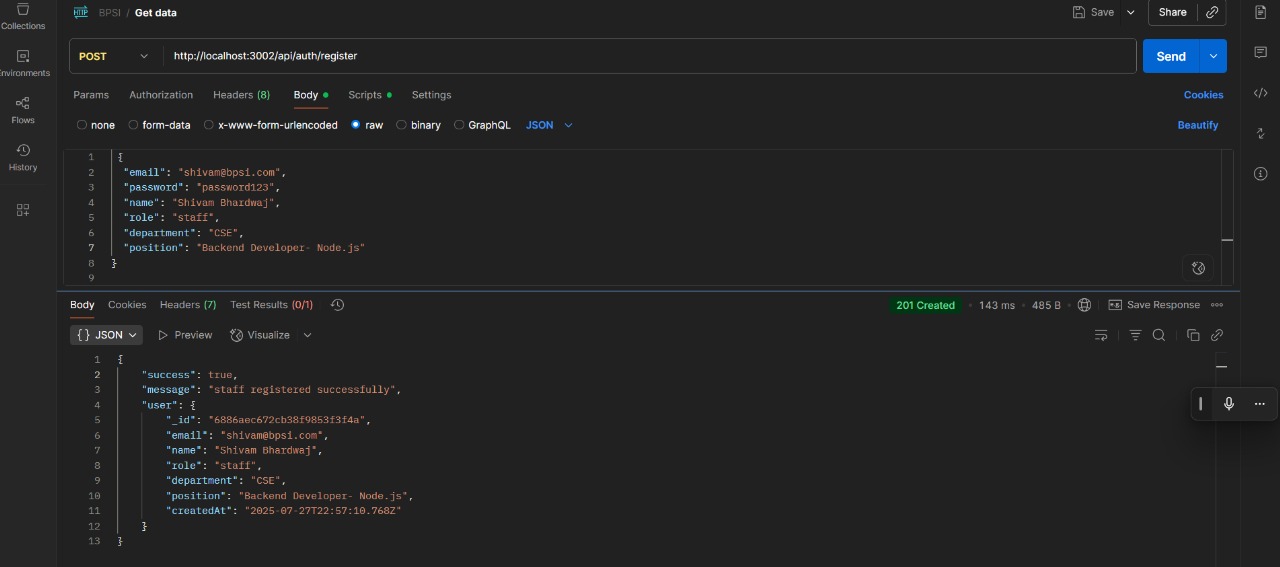 Collections
Environments
Flows
History
HTTP BPSI / Get data
Save
Share
POST
http://localhost:3002/api/auth/register
Send
Params Authorization Headers (8) Body Scripts Settings
Cookies
none form-data x-www-form-urlencoded raw binary GraphQL JSON
Beautify
1 {
2 "email": "shivam@bpsi.com",
3 "password": "password123",
4 "name": "Shivam Bhardwaj",
5 "role": "staff",
6 "department": "CSE",
7 "position": "Backend Developer- Node.js"
8 }
9
Body Cookies Headers (7) Test Results (0/1)
201 Created • 143 ms • 485 B • Save Response
{} JSON Preview Visualize
1 {
2 "success": true,
3 "message": "staff registered successfully",
4 "user": {
5 "_id": "6886aec672cb38f9853f3f4a",
6 "email": "shivam@bpsi.com",
7 "name": "Shivam Bhardwaj",
8 "role": "staff",
9 "department": "CSE",
10 "position": "Backend Developer- Node.js",
11 "createdAt": "2025-07-27T22:57:10.768Z"
12 }
13 }